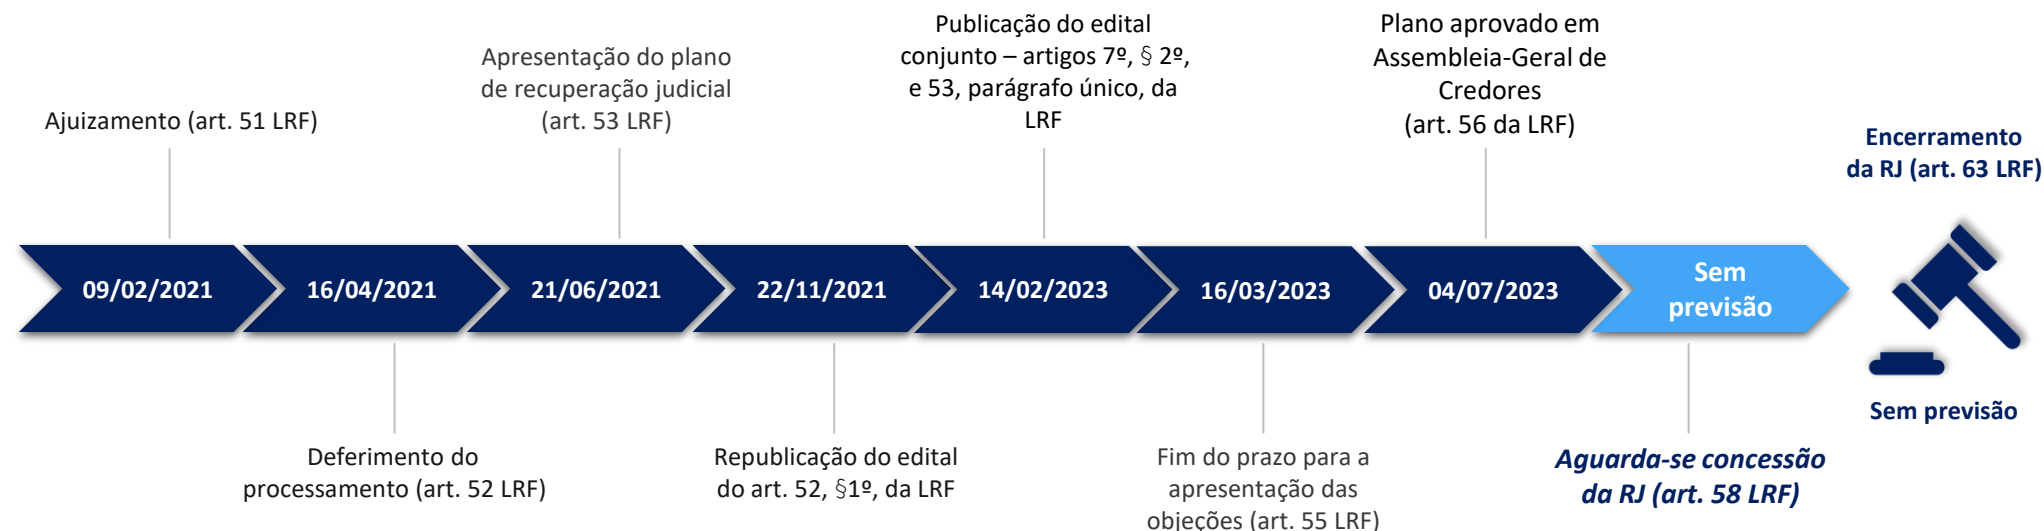 Ajuizamento (art. 51 LRF)
Apresentação do plano
de recuperação judicial
(art. 53 LRF)
Publicação do edital
conjunto – artigos 7º, § 2º,
e 53, parágrafo único, da
LRF
Plano aprovado em
Assembleia-Geral de
Credores
(art. 56 da LRF)
Encerramento
da RJ (art. 63 LRF)
09/02/2021
16/04/2021
21/06/2021
22/11/2021
14/02/2023
16/03/2023
04/07/2023
Sem
previsão
Sem previsão
Deferimento do
processamento (art. 52 LRF)
Republicação do edital
do art. 52, §1º, da LRF
Fim do prazo para a
apresentação das
objeções (art. 55 LRF)
Aguarda-se concessão
da RJ (art. 58 LRF)